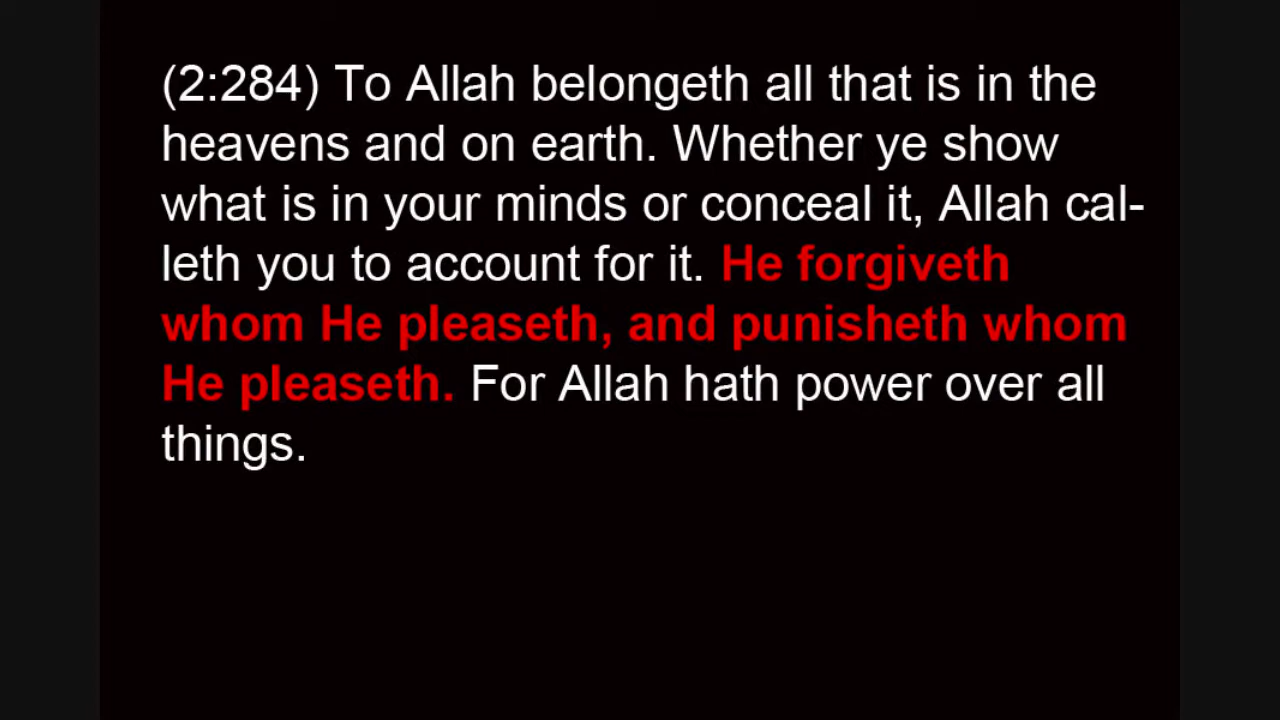 (2:284) To Allah belongeth all that is in the
heavens and on earth. Whether ye show
what is in your minds or conceal it, Allah cal-
leth you to account for it. He forgiveth
whom He pleaseth, and punisheth whom
He pleaseth. For Allah hath power over all
things.